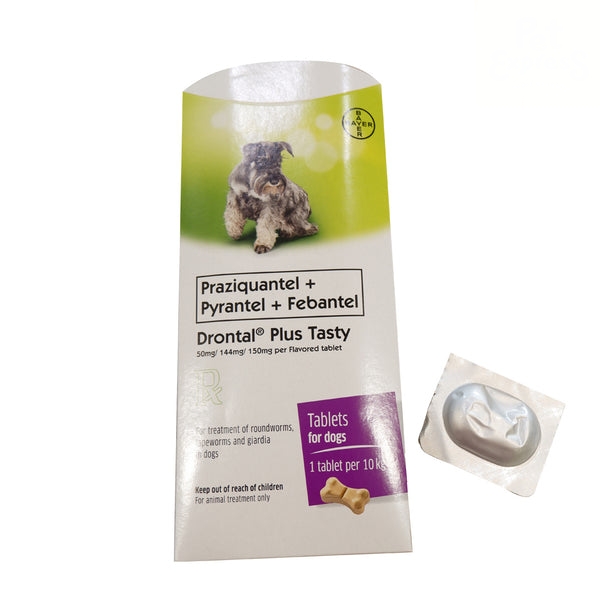 BAYER
BAYER
Praziquantel +
Pyrantel + Febantel
Drontal® Plus Tasty
50mg/ 144mg/ 150mg per Flavored tablet
Rx
For treatment of roundworms,
tapeworms and giardia
in dogs
Tablets
for dogs
1 tablet per 10 kg
Keep out of reach of children
For animal treatment only